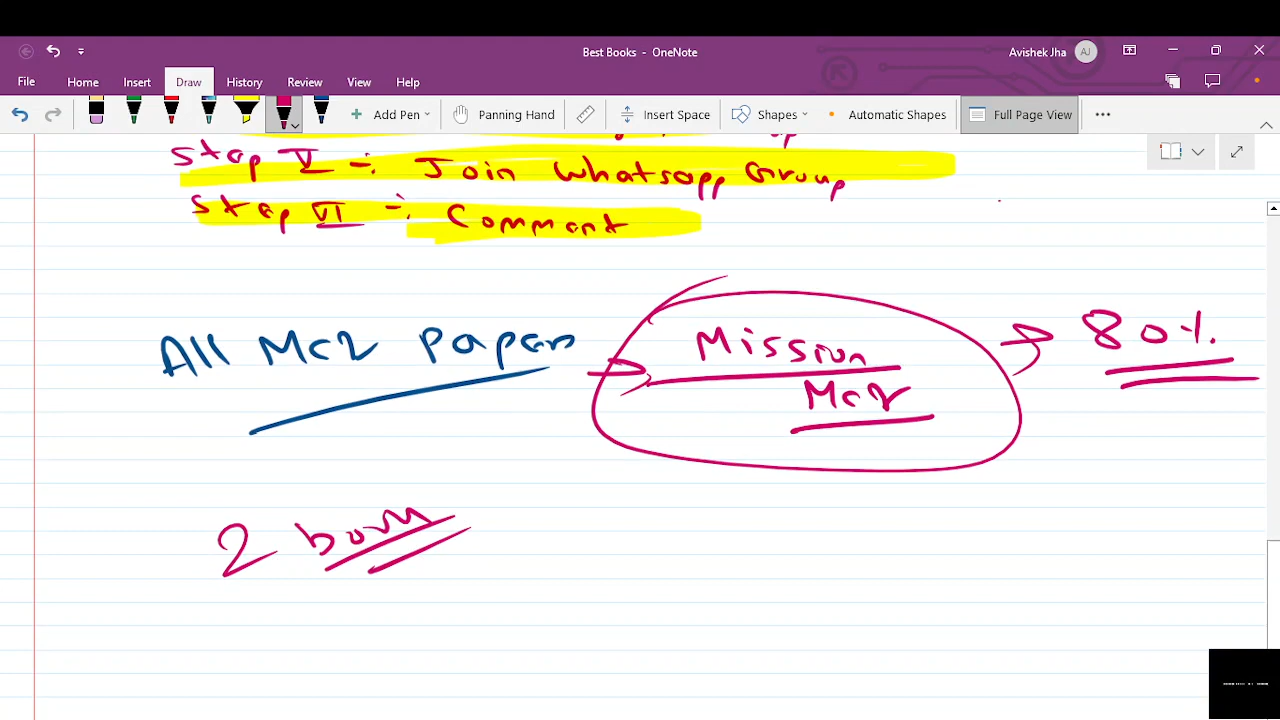 Best Books - OneNote
Avishek Jha
AJ
File Home Insert Draw History Review View Help
Add Pen
Panning Hand
Insert Space
Shapes
Automatic Shapes
Full Page View
Step V ÷ Join Whatsapp Group
Step VI ÷ Comment
All MCQ Papers → Mission MCQ → 80%
2